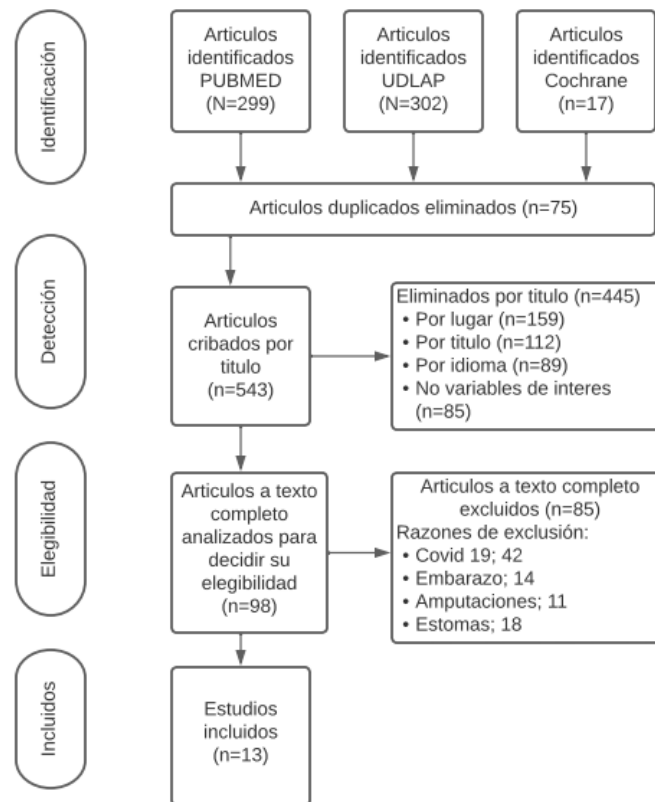 Identificación
Articulos
identificados
PUBMED
(N=299)
Articulos
identificados
UDLAP
(N=302)
Articulos
identificados
Cochrane
(n=17)
Articulos duplicados eliminados (n=75)
Detección
Articulos
cribados por
titulo
(n=543)
Eliminados por titulo (n=445)
• Por lugar (n=159)
• Por titulo (n=112)
• Por idioma (n=89)
• No variables de interes
(n=85)
Elegibilidad
Articulos a texto
completo
analizados para
decidir su
elegibilidad
(n=98)
Articulos a texto completo
excluidos (n=85)
Razones de exclusión:
• Covid 19; 42
• Embarazo; 14
• Amputaciones; 11
• Estomas; 18
Incluidos
Estudios
incluidos
(n=13)